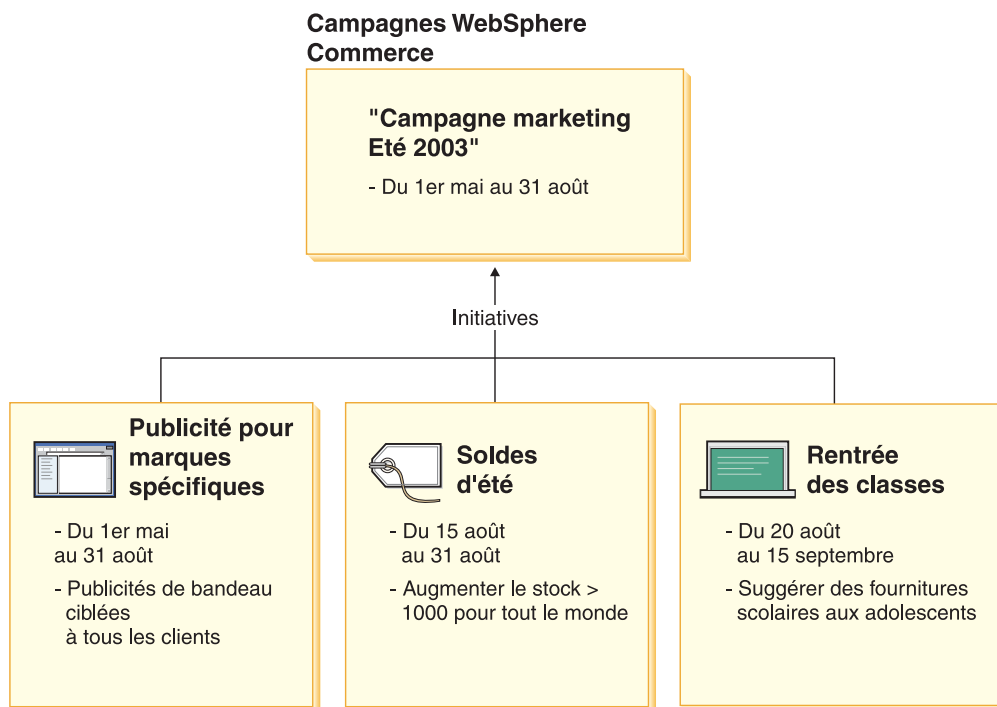 Campagnes WebSphere
Commerce
"Campagne marketing
Eté 2003"
- Du 1er mai au 31 août
Initiatives
Publicité pour
marques
spécifiques
- Du 1er mai
au 31 août
- Publicités de bandeau
ciblées
à tous les clients
Soldes
d'été
- Du 15 août
au 31 août
- Augmenter le stock >
1000 pour tout le monde
Rentrée
des classes
- Du 20 août
au 15 septembre
- Suggérer des fournitures
scolaires aux adolescents